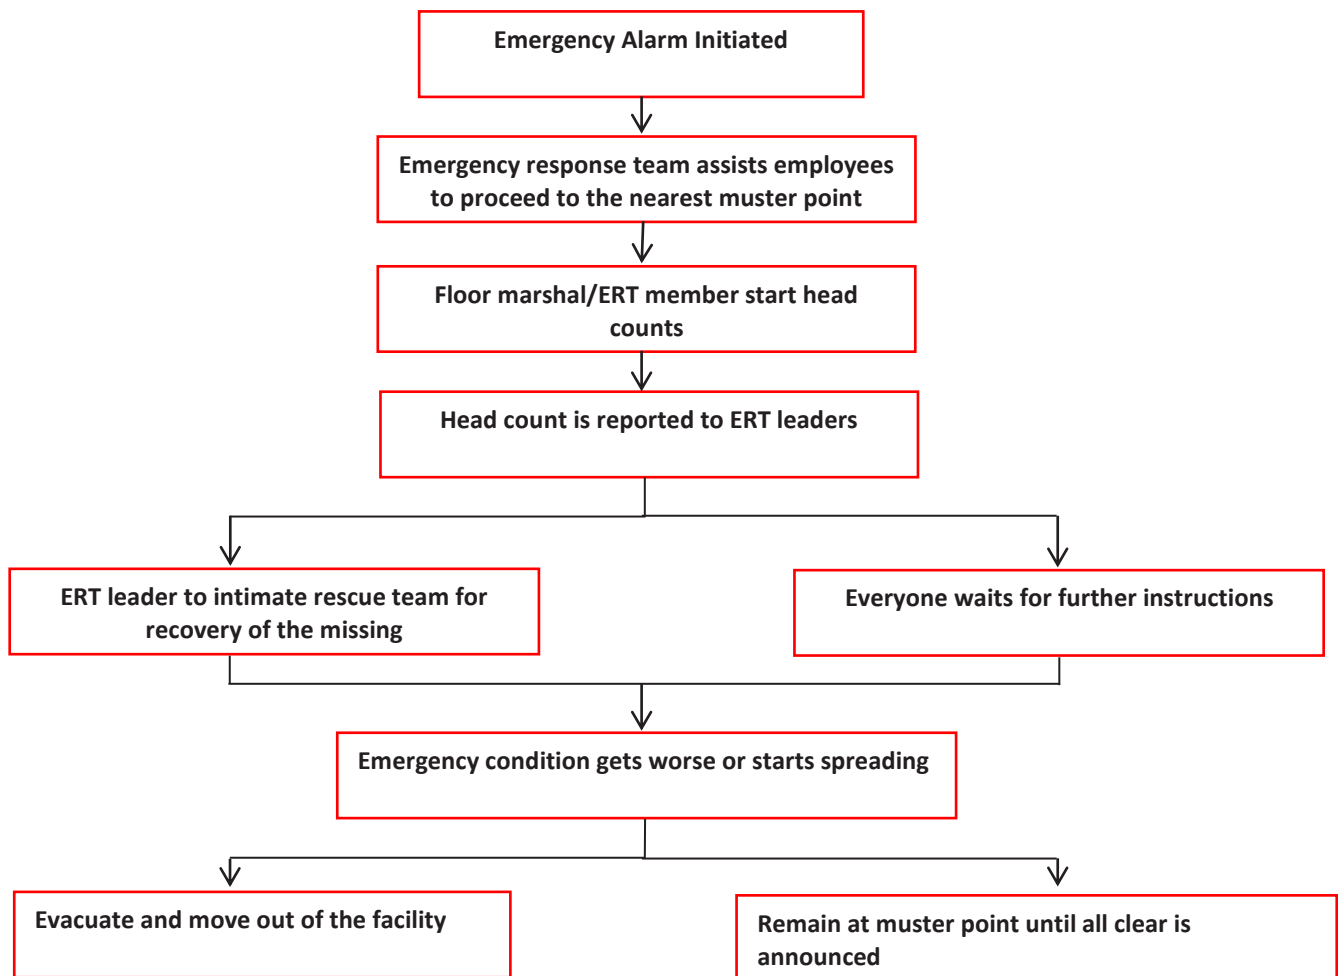 Emergency Alarm Initiated
Emergency response team assists employees
to proceed to the nearest muster point
Floor marshal/ERT member start head
counts
Head count is reported to ERT leaders
ERT leader to intimate rescue team for
recovery of the missing
Everyone waits for further instructions
Emergency condition gets worse or starts spreading
Evacuate and move out of the facility
Remain at muster point until all clear is
announced